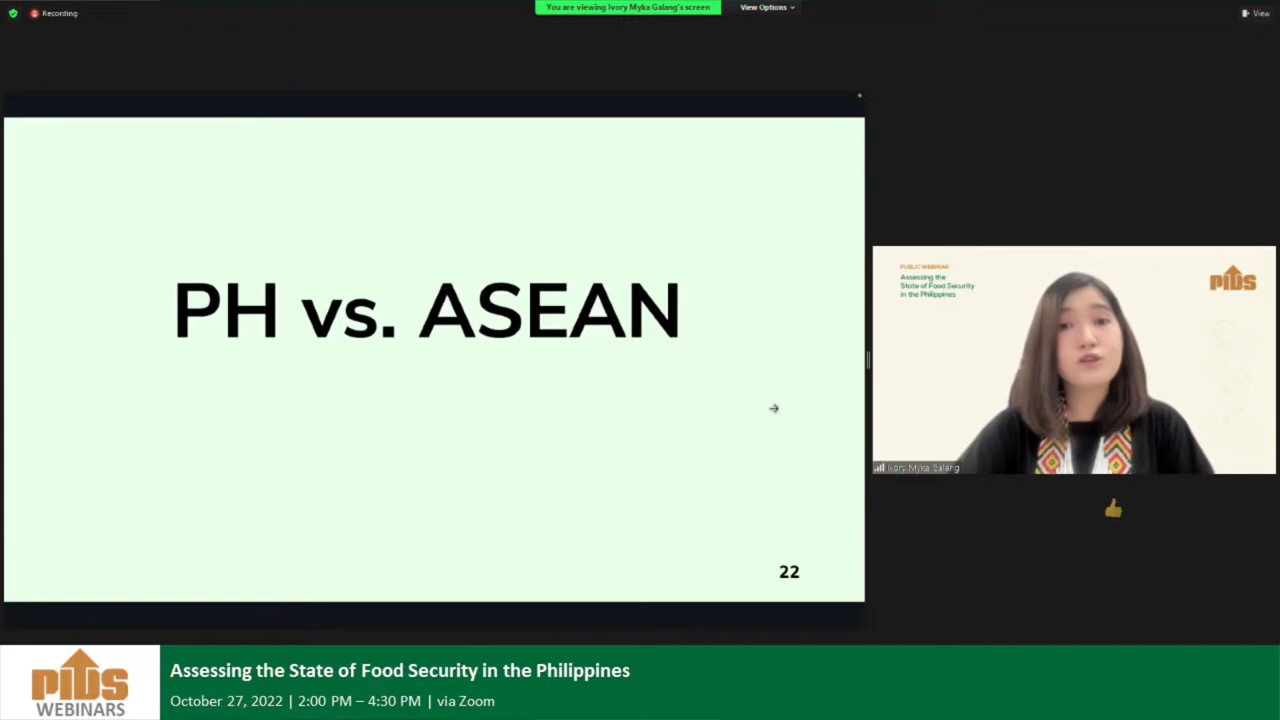 Recording
You are viewing Ivory Myka Galang's screen
View Options
View
PH vs. ASEAN
22
PUBLIC WEBINAR
Assessing the
State of Food Security
in the Philippines
PIDS
Ivory Myka Galang
PIDS
WEBINARS
Assessing the State of Food Security in the Philippines
October 27, 2022 | 2:00 PM – 4:30 PM | via Zoom